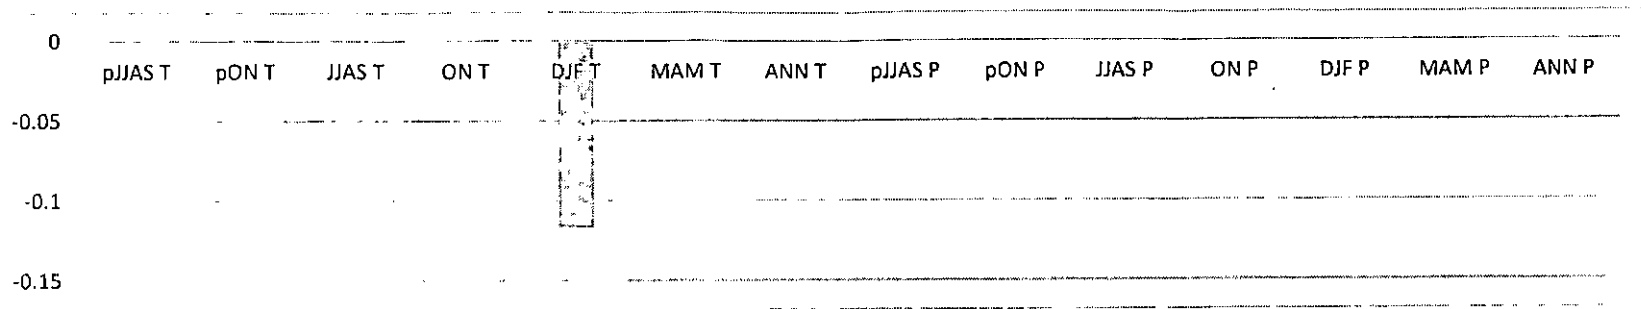 0
pJJAS T pON T JJAS T ON T DJF T MAM T ANN T pJJAS P pON P JJAS P ON P DJF P MAM P ANN P
-0.05
-0.1
-0.15